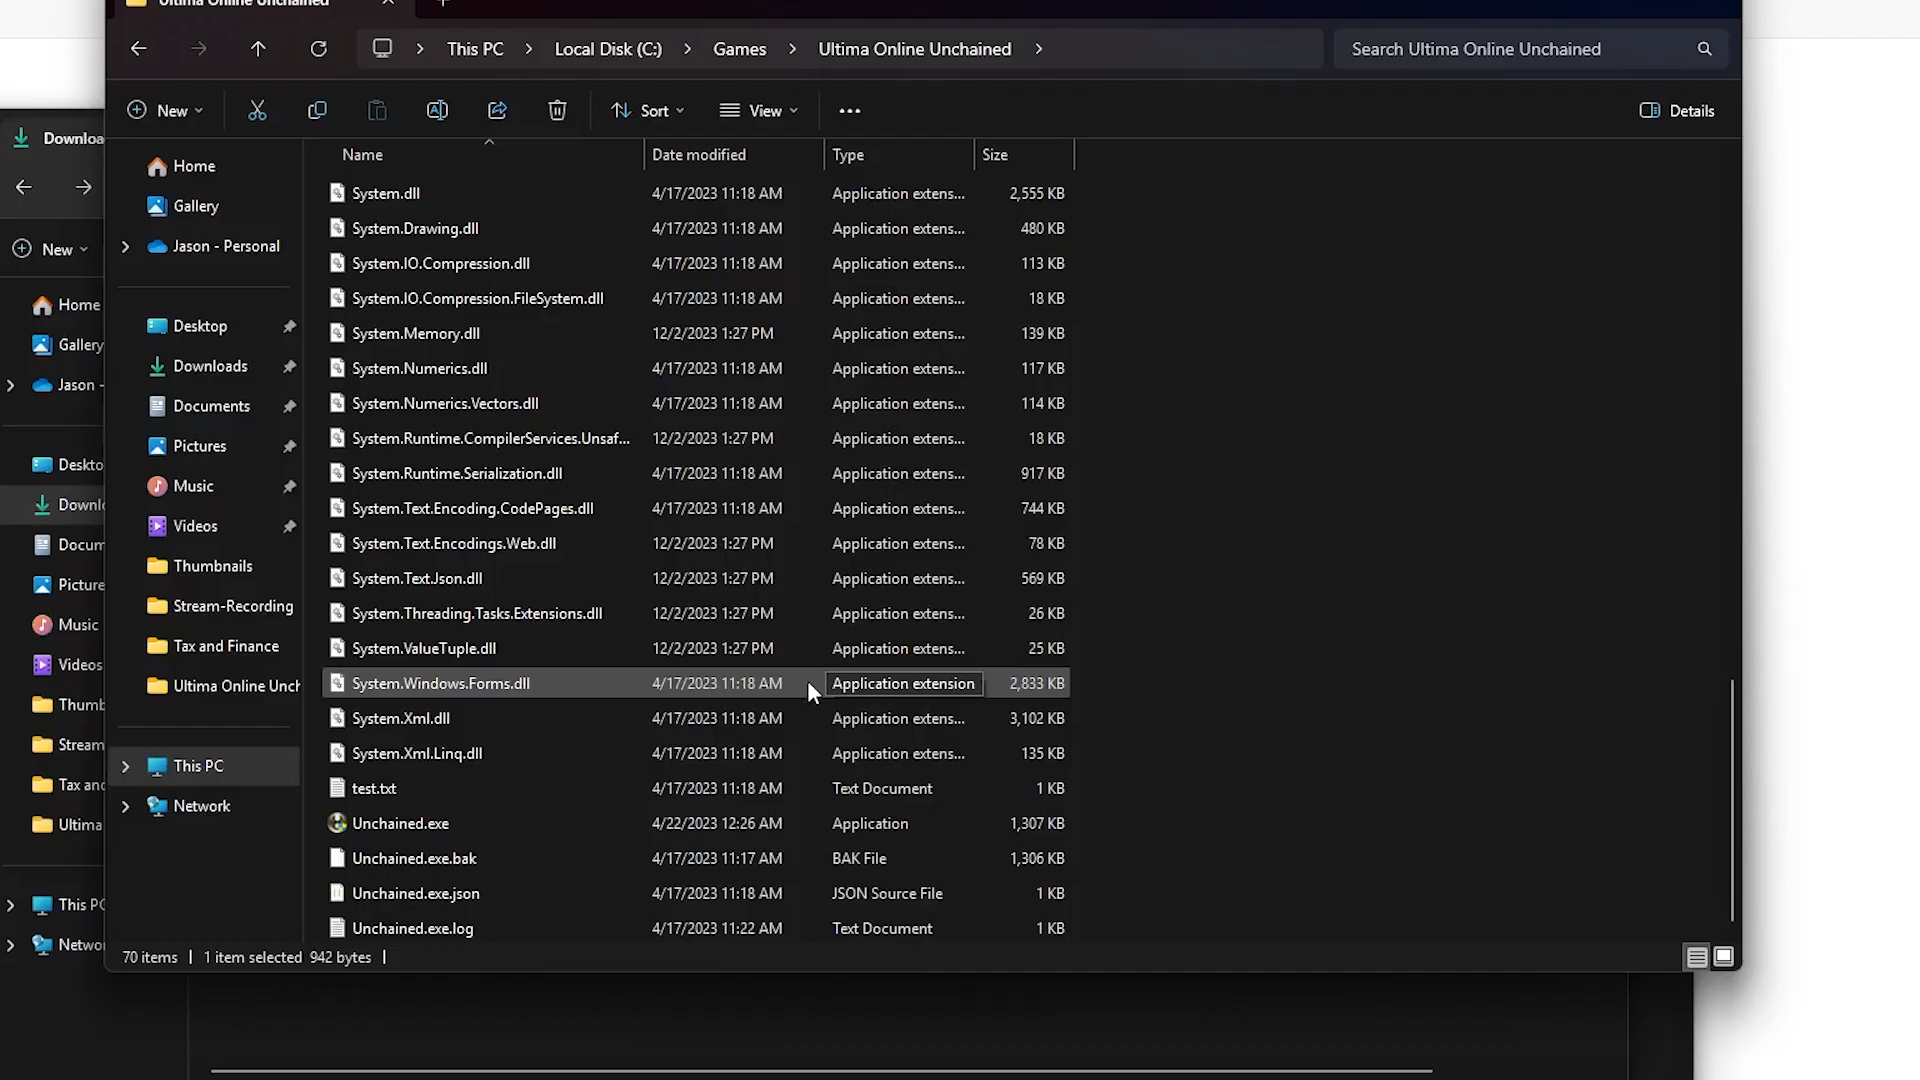 Ultima Online Unchained
This PC
Local Disk (C:)
Games
Ultima Online Unchained
Search Ultima Online Unchained
New
Sort
View
Details
Name
Date modified
Type
Size
Home
Gallery
Jason - Personal
Desktop
Downloads
Documents
Pictures
Music
Videos
Thumbnails
Stream-Recording
Tax and Finance
Ultima Online Unch
This PC
Network
System.dll 4/17/2023 11:18 AM Application extens... 2,555 KB
System.Drawing.dll 4/17/2023 11:18 AM Application extens... 480 KB
System.IO.Compression.dll 4/17/2023 11:18 AM Application extens... 113 KB
System.IO.Compression.FileSystem.dll 4/17/2023 11:18 AM Application extens... 18 KB
System.Memory.dll 12/2/2023 1:27 PM Application extens... 139 KB
System.Numerics.dll 4/17/2023 11:18 AM Application extens... 117 KB
System.Numerics.Vectors.dll 4/17/2023 11:18 AM Application extens... 114 KB
System.Runtime.CompilerServices.Unsaf... 12/2/2023 1:27 PM Application extens... 18 KB
System.Runtime.Serialization.dll 4/17/2023 11:18 AM Application extens... 917 KB
System.Text.Encoding.CodePages.dll 4/17/2023 11:18 AM Application extens... 744 KB
System.Text.Encodings.Web.dll 12/2/2023 1:27 PM Application extens... 78 KB
System.Text.Json.dll 12/2/2023 1:27 PM Application extens... 569 KB
System.Threading.Tasks.Extensions.dll 12/2/2023 1:27 PM Application extens... 26 KB
System.ValueTuple.dll 12/2/2023 1:27 PM Application extens... 25 KB
System.Windows.Forms.dll 4/17/2023 11:18 AM Application extension 2,833 KB
System.Xml.dll 4/17/2023 11:18 AM Application extens... 3,102 KB
System.Xml.Linq.dll 4/17/2023 11:18 AM Application extens... 135 KB
test.txt 4/17/2023 11:18 AM Text Document 1 KB
Unchained.exe 4/22/2023 12:26 AM Application 1,307 KB
Unchained.exe.bak 4/17/2023 11:17 AM BAK File 1,306 KB
Unchained.exe.json 4/17/2023 11:18 AM JSON Source File 1 KB
Unchained.exe.log 4/17/2023 11:22 AM Text Document 1 KB
70 items | 1 item selected 942 bytes |
Downloa
New
Home
Gallery
Jason -
Deskto
Downlo
Docum
Picture
Music
Videos
Thumb
Stream
Tax and
Ultima
This PC
Networ